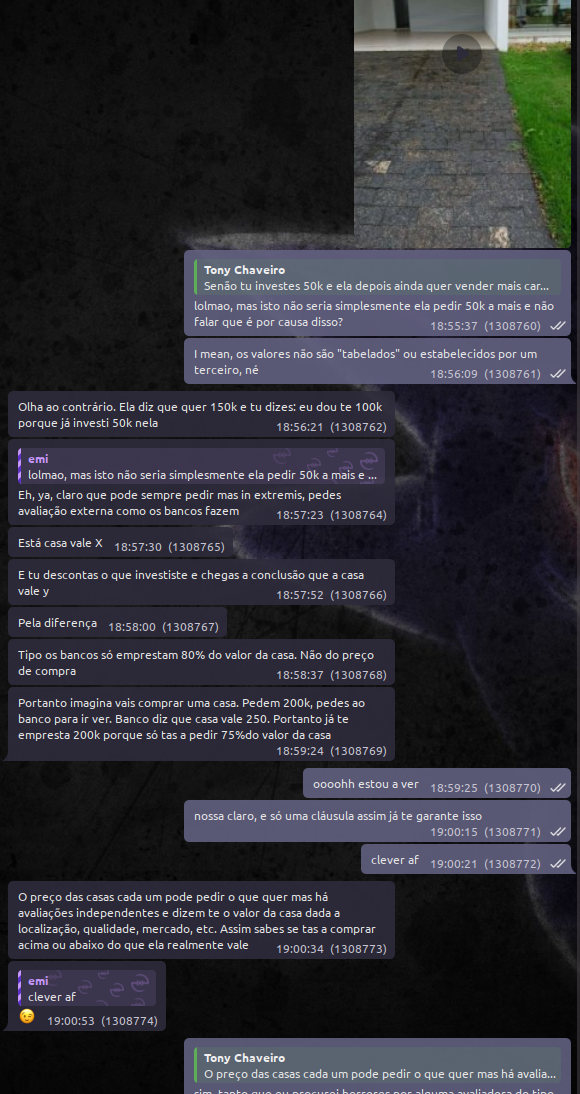 Tony Chaveiro
Senão tu investes 50k e ela depois ainda quer vender mais car...
lolmao, mas isto não seria simplesmente ela pedir 50k a mais e não
falar que é por causa disso?
18:55:37 (1308760)
I mean, os valores não são "tabelados" ou estabelecidos por um
terceiro, né
18:56:09 (1308761)
Olha ao contrário. Ela diz que quer 150k e tu dizes: eu dou te 100k
porque já investi 50k nela
18:56:21 (1308762)
emi
lolmao, mas isto não seria simplesmente ela pedir 50k a mais e ...
Eh, ya, claro que pode sempre pedir mas in extremis, pedes
avaliação externa como os bancos fazem
18:57:23 (1308764)
Está casa vale X 18:57:30 (1308765)
E tu descontas o que investiste e chegas a conclusão que a casa
vale y
18:57:52 (1308766)
Pela diferença 18:58:00 (1308767)
Tipo os bancos só emprestam 80% do valor da casa. Não do preço
de compra
18:58:37 (1308768)
Portanto imagina vais comprar uma casa. Pedem 200k, pedes ao
banco para ir ver. Banco diz que casa vale 250. Portanto já te
empresta 200k porque só tas a pedir 75%do valor da casa
18:59:24 (1308769)
oooohh estou a ver 18:59:25 (1308770)
nossa claro, e só uma cláusula assim já te garante isso
19:00:15 (1308771)
clever af 19:00:21 (1308772)
O preço das casas cada um pode pedir o que quer mas há
avaliações independentes e dizem te o valor da casa dada a
localização, qualidade, mercado, etc. Assim sabes se tas a comprar
acima ou abaixo do que ela realmente vale
19:00:34 (1308773)
emi
clever af
😉 19:00:53 (1308774)
Tony Chaveiro
O preço das casas cada um pode pedir o que quer mas há avalia...